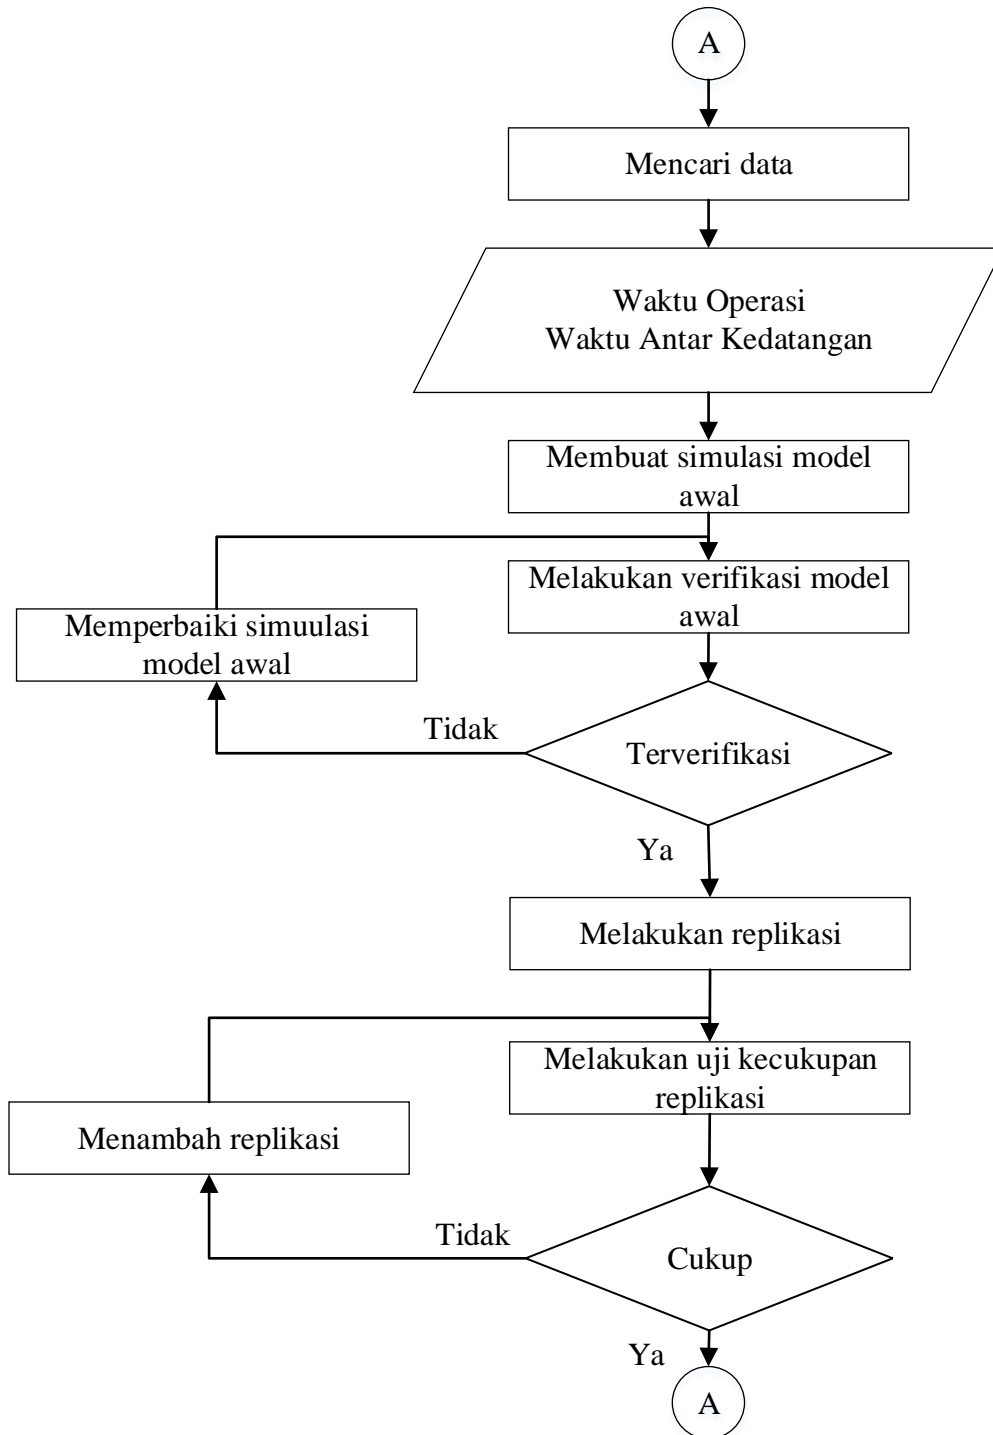 A
Mencari data
Waktu Operasi
Waktu Antar Kedatangan
Membuat simulasi model
awal
Melakukan verifikasi model
awal
Memperbaiki simuulasi
model awal
Tidak
Terverifikasi
Ya
Melakukan replikasi
Melakukan uji kecukupan
replikasi
Menambah replikasi
Tidak
Cukup
Ya
A